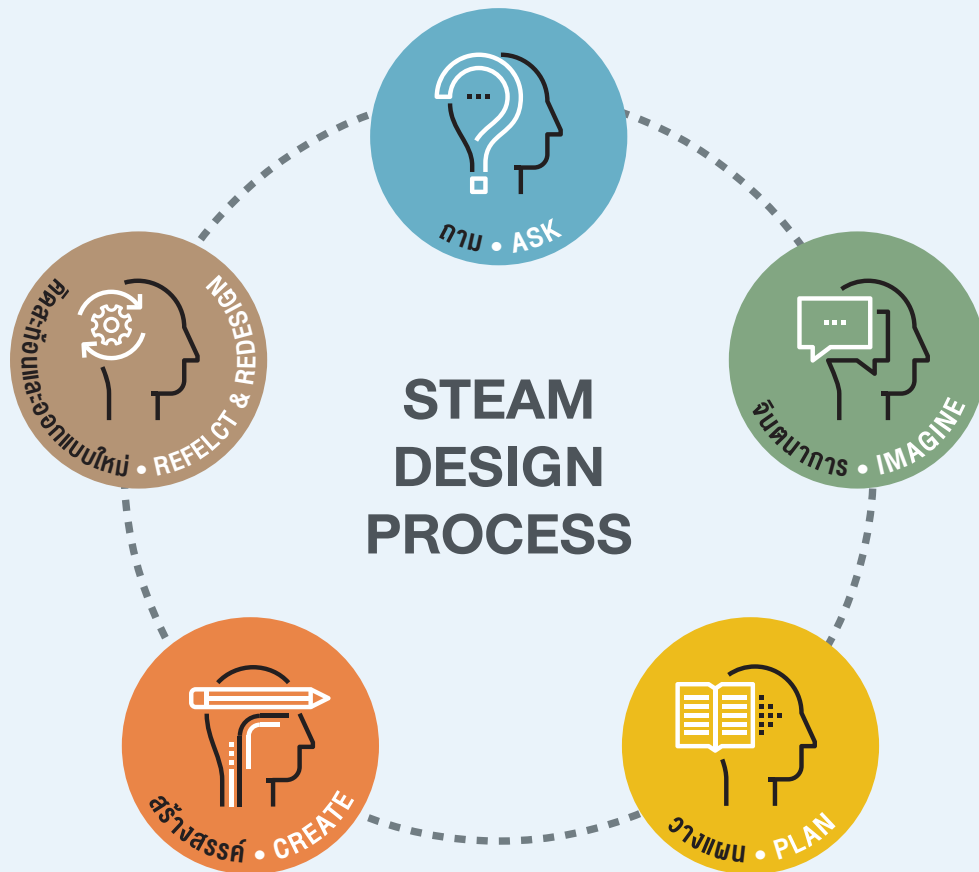 ถาม • ASK
จินตนาการ • IMAGINE
วางแผน • PLAN
สร้างสรรค์ • CREATE
คิดสะท้อนและออกแบบใหม่ • REFELCT & REDESIGN
STEAM
DESIGN
PROCESS